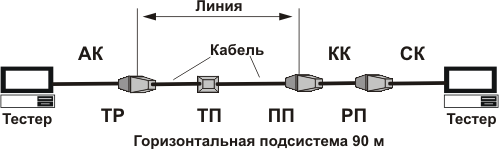 Линия
АК Кабель КК СК
Тестер ТР ТП ПП РП Тестер
Горизонтальная подсистема 90 м